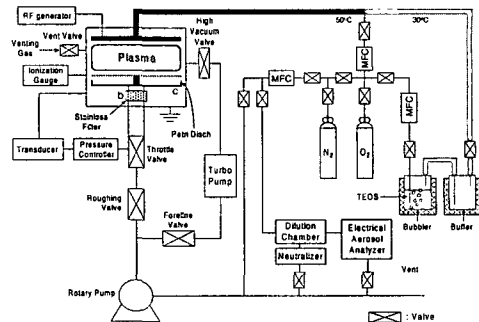 RF generator
High
Vacuum
Valve
50°C
30°C
Valve
Vent Valve
Venting
Gas
Plasma
MFC
Ionization
Gauge
MFC
b
c
MFC
Stainless
Filter
Petri Disch
N2
O2
Transducer
Pressure
Controller
Throttle
Valve
Turbo
Pump
TEOS
Roughing
Valve
Foreline
Valve
Bubbler
Buffer
Dilution
Chamber
Electrical
Aerosol
Analyzer
Neutralizer
Vent
Rotary Pump
: Valve